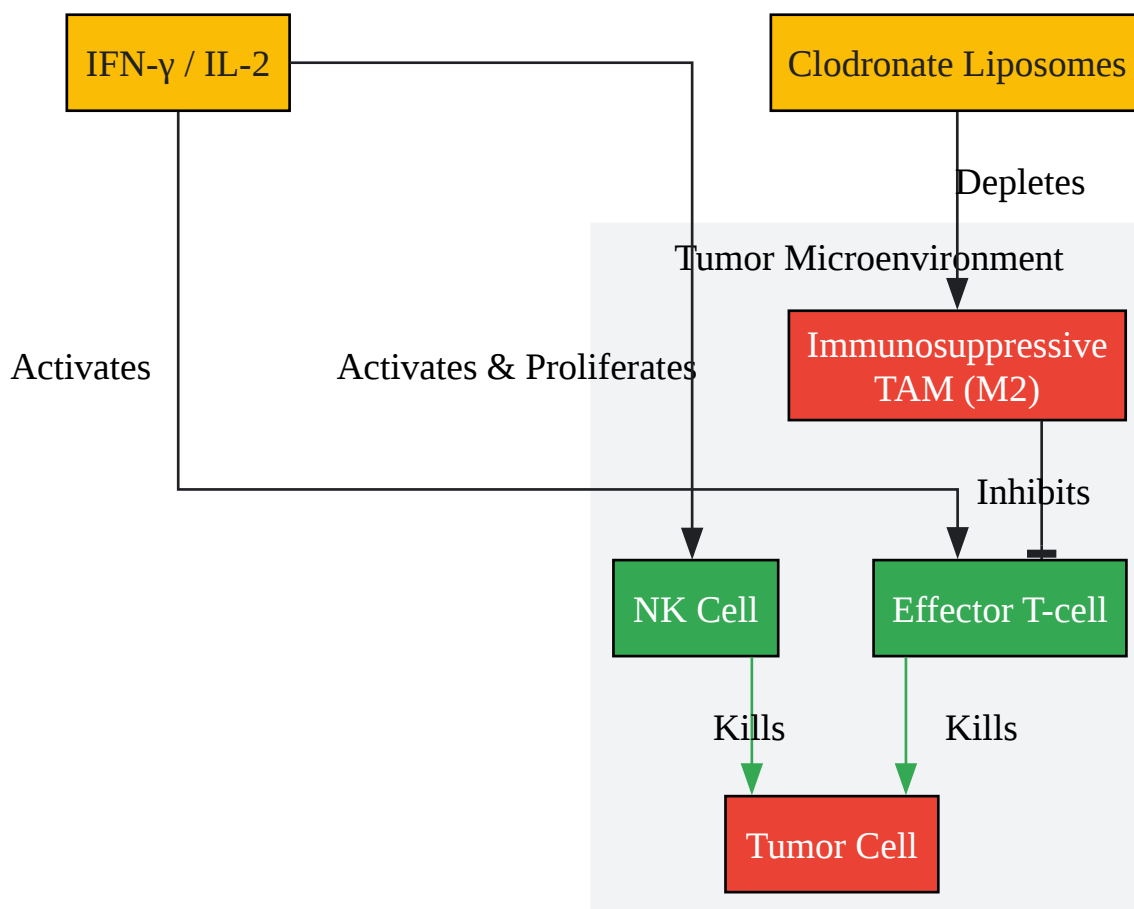 IFN-γ / IL-2
Clodronate Liposomes
Depletes
Tumor Microenvironment
Activates
Activates & Proliferates
Immunosuppressive
TAM (M2)
Inhibits
NK Cell
Effector T-cell
Kills
Kills
Tumor Cell